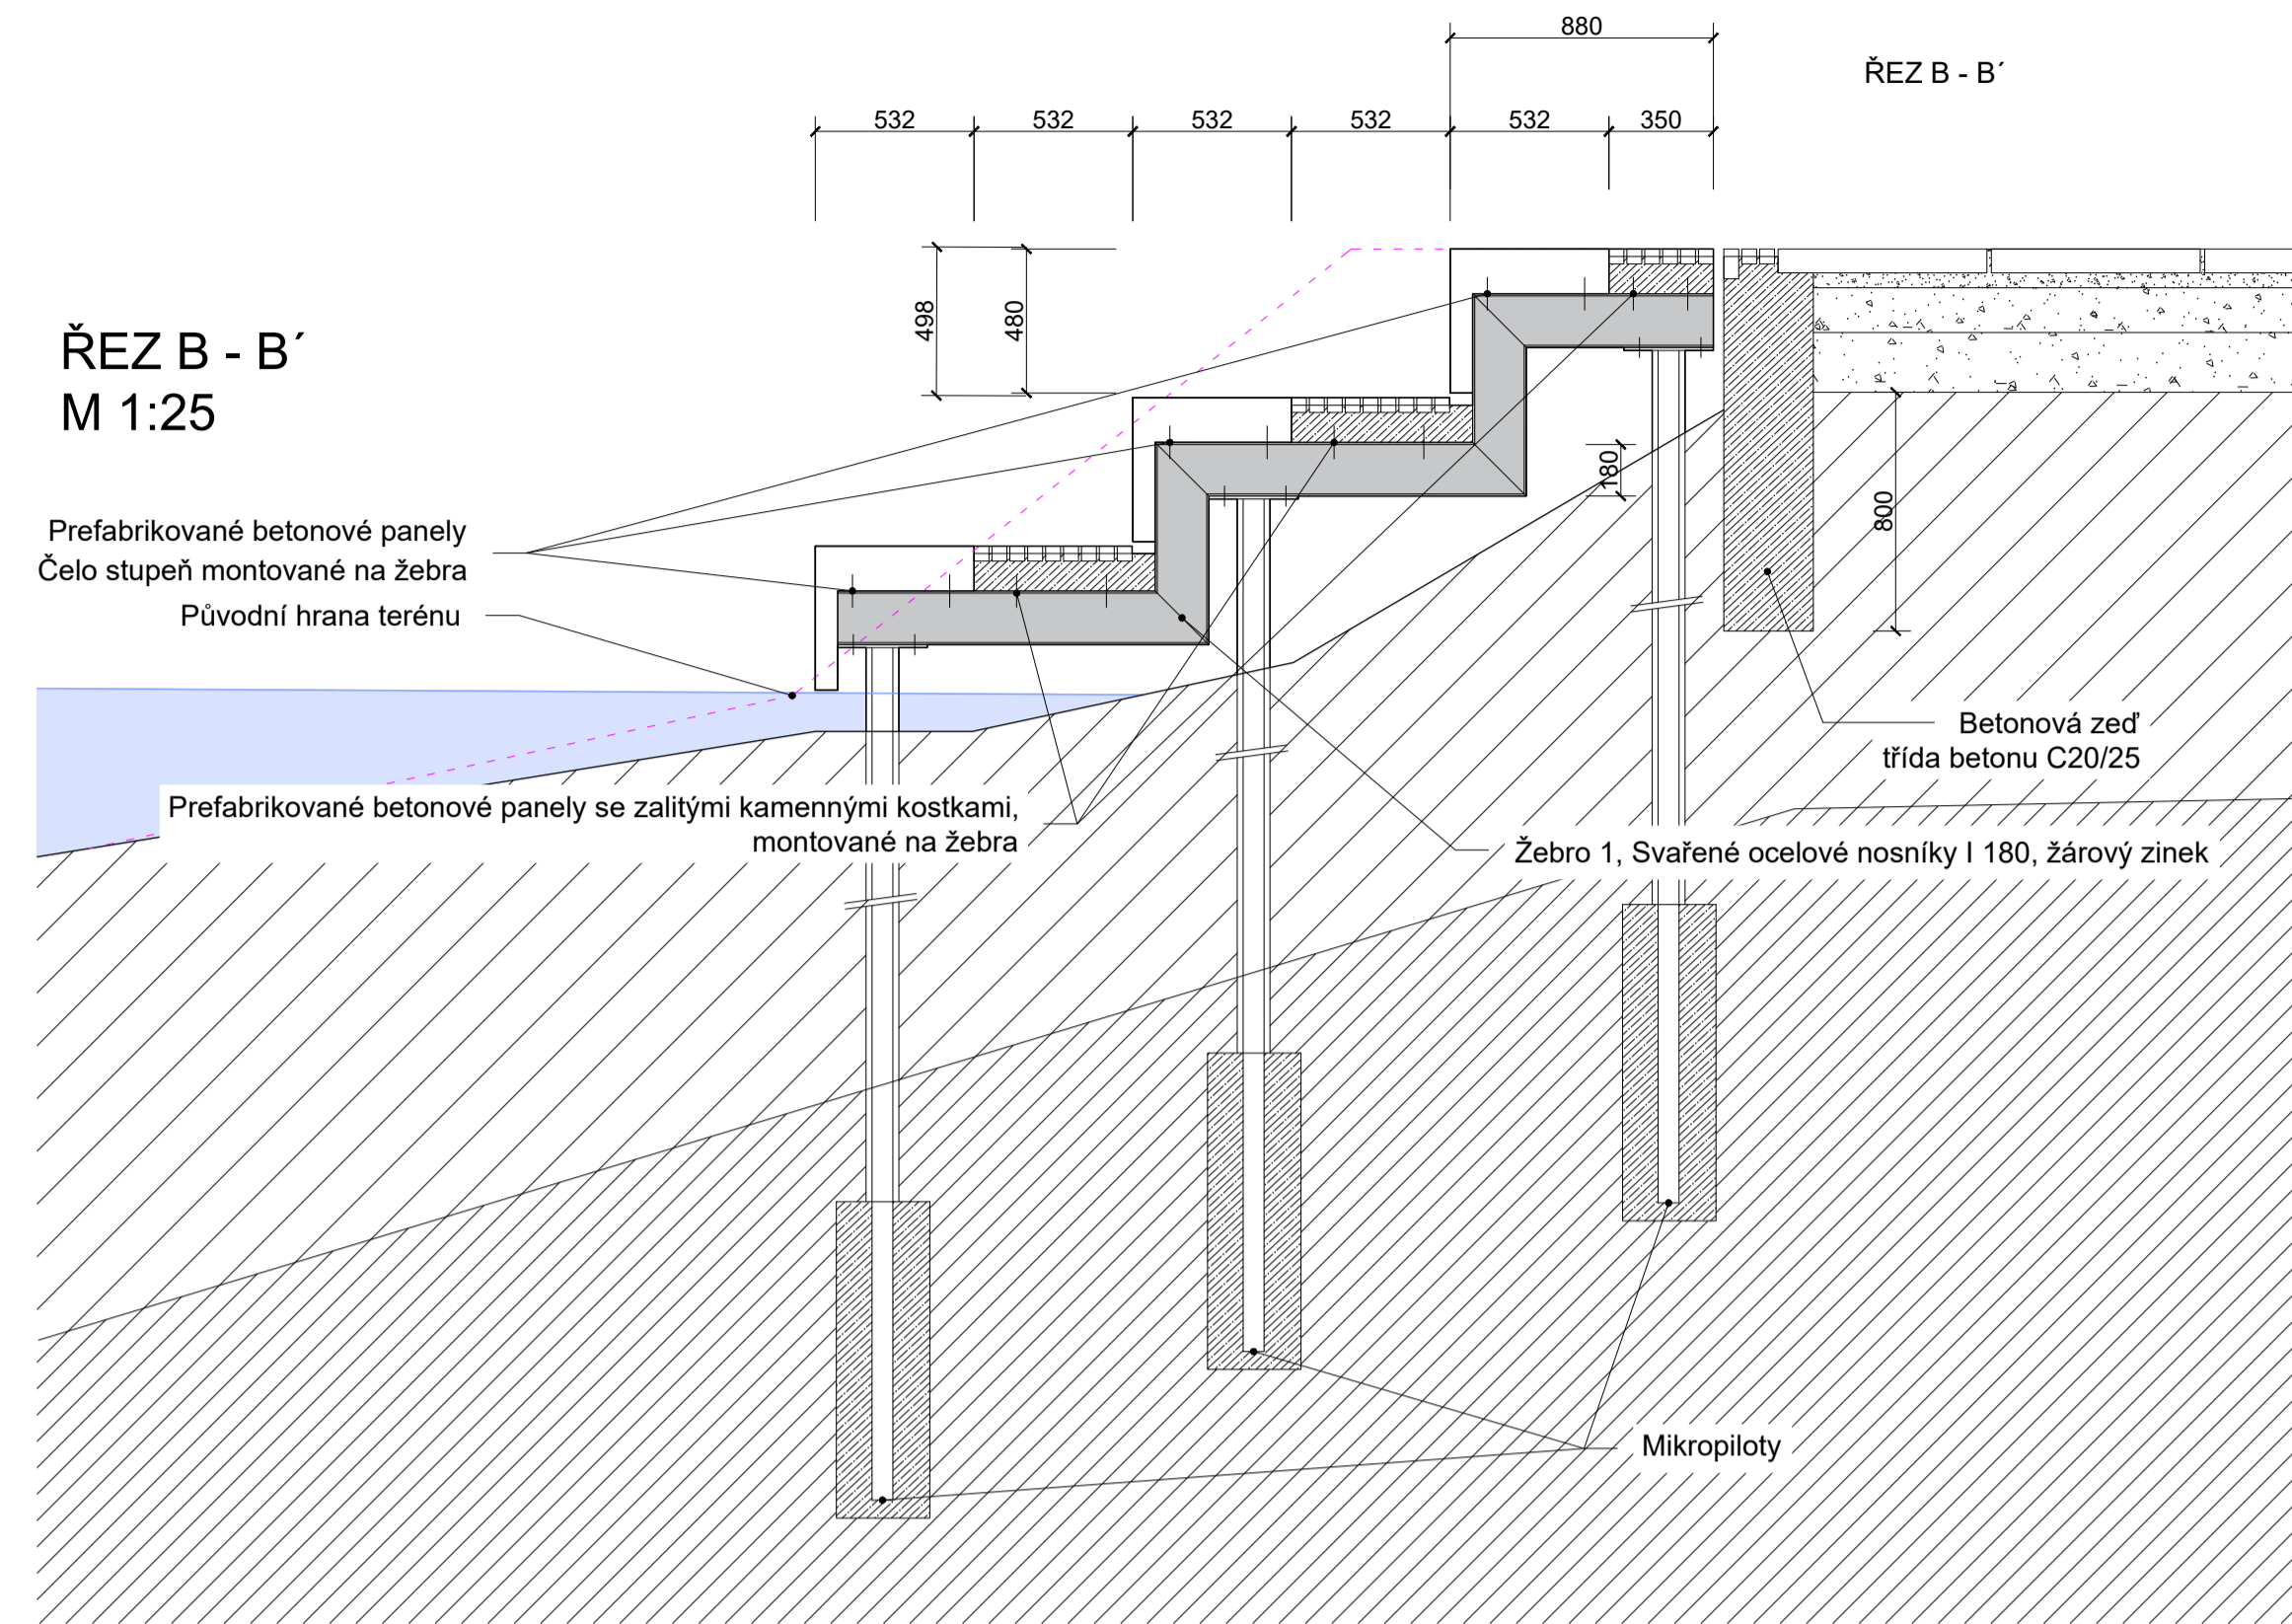 880
ŘEZ B - B´
532
532
532
532
532
350
498
480
ŘEZ B - B´
M 1:25
180
800
Prefabrikované betonové panely
Čelo stupeň montované na žebra
Původní hrana terénu
Betonová zeď
třída betonu C20/25
Prefabrikované betonové panely se zalitými kamennými kostkami,
montované na žebra
Žebro 1, Svařené ocelové nosníky I 180, žárový zinek
Mikropiloty